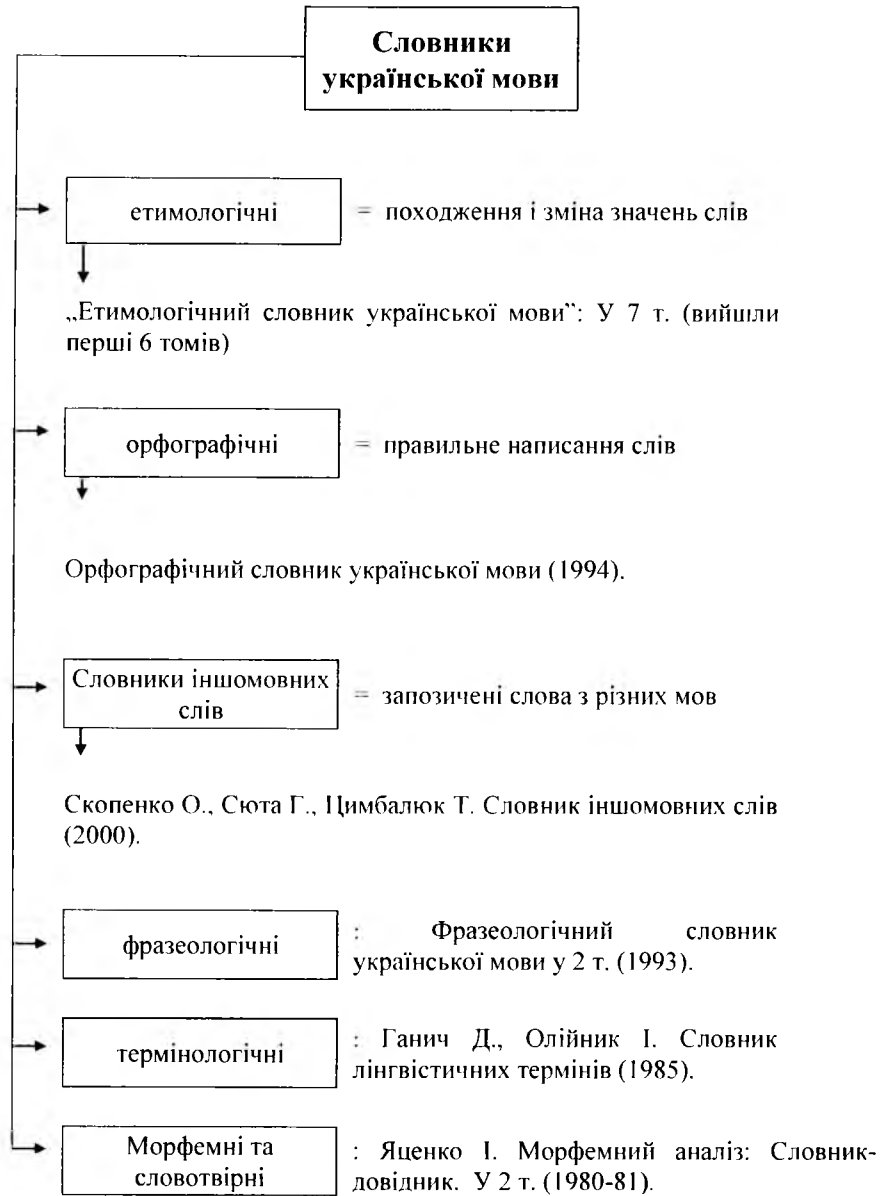 Словники
української мови
етимологічні = походження і зміна значень слів
„Етимологічний словник української мови”: У 7 т. (вийшли
перші 6 томів)
орфографічні = правильне написання слів
Орфографічний словник української мови (1994).
Словники іншомовних
слів
= запозичені слова з різних мов
Скопенко О., Сюта Г., Цимбалюк Т. Словник іншомовних слів
(2000).
фразеологічні
: Фразеологічний словник
української мови у 2 т. (1993).
термінологічні
: Ганич Д., Олійник І. Словник
лінгвістичних термінів (1985).
Морфемні та
словотвірні
: Яценко І. Морфемний аналіз: Словник-
довідник. У 2 т. (1980-81).